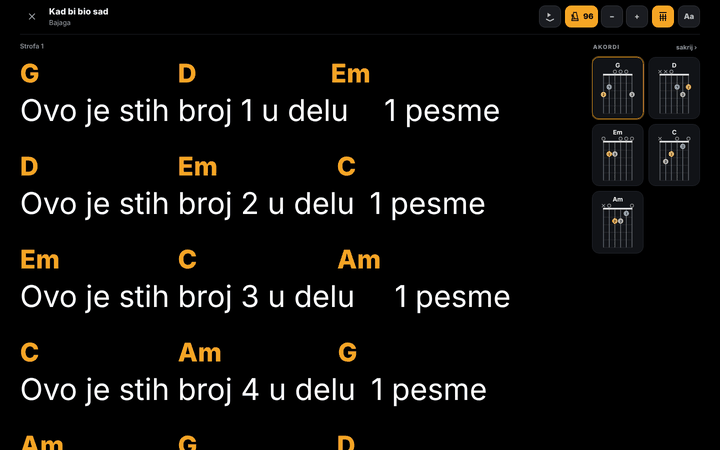 Kad bi bio sad
Bajaga
96
−
+
Aa
Strofa 1
AKORDI
sakrij ›
G D Em
Ovo je stih broj 1 u delu 1 pesme
D Em C
Ovo je stih broj 2 u delu 1 pesme
Em C Am
Ovo je stih broj 3 u delu 1 pesme
C Am G
Ovo je stih broj 4 u delu 1 pesme
Am G D
G
D
Em
C
Am